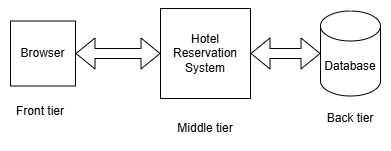 Browser
Hotel
Reservation
System
Database
Front tier
Middle tier
Back tier